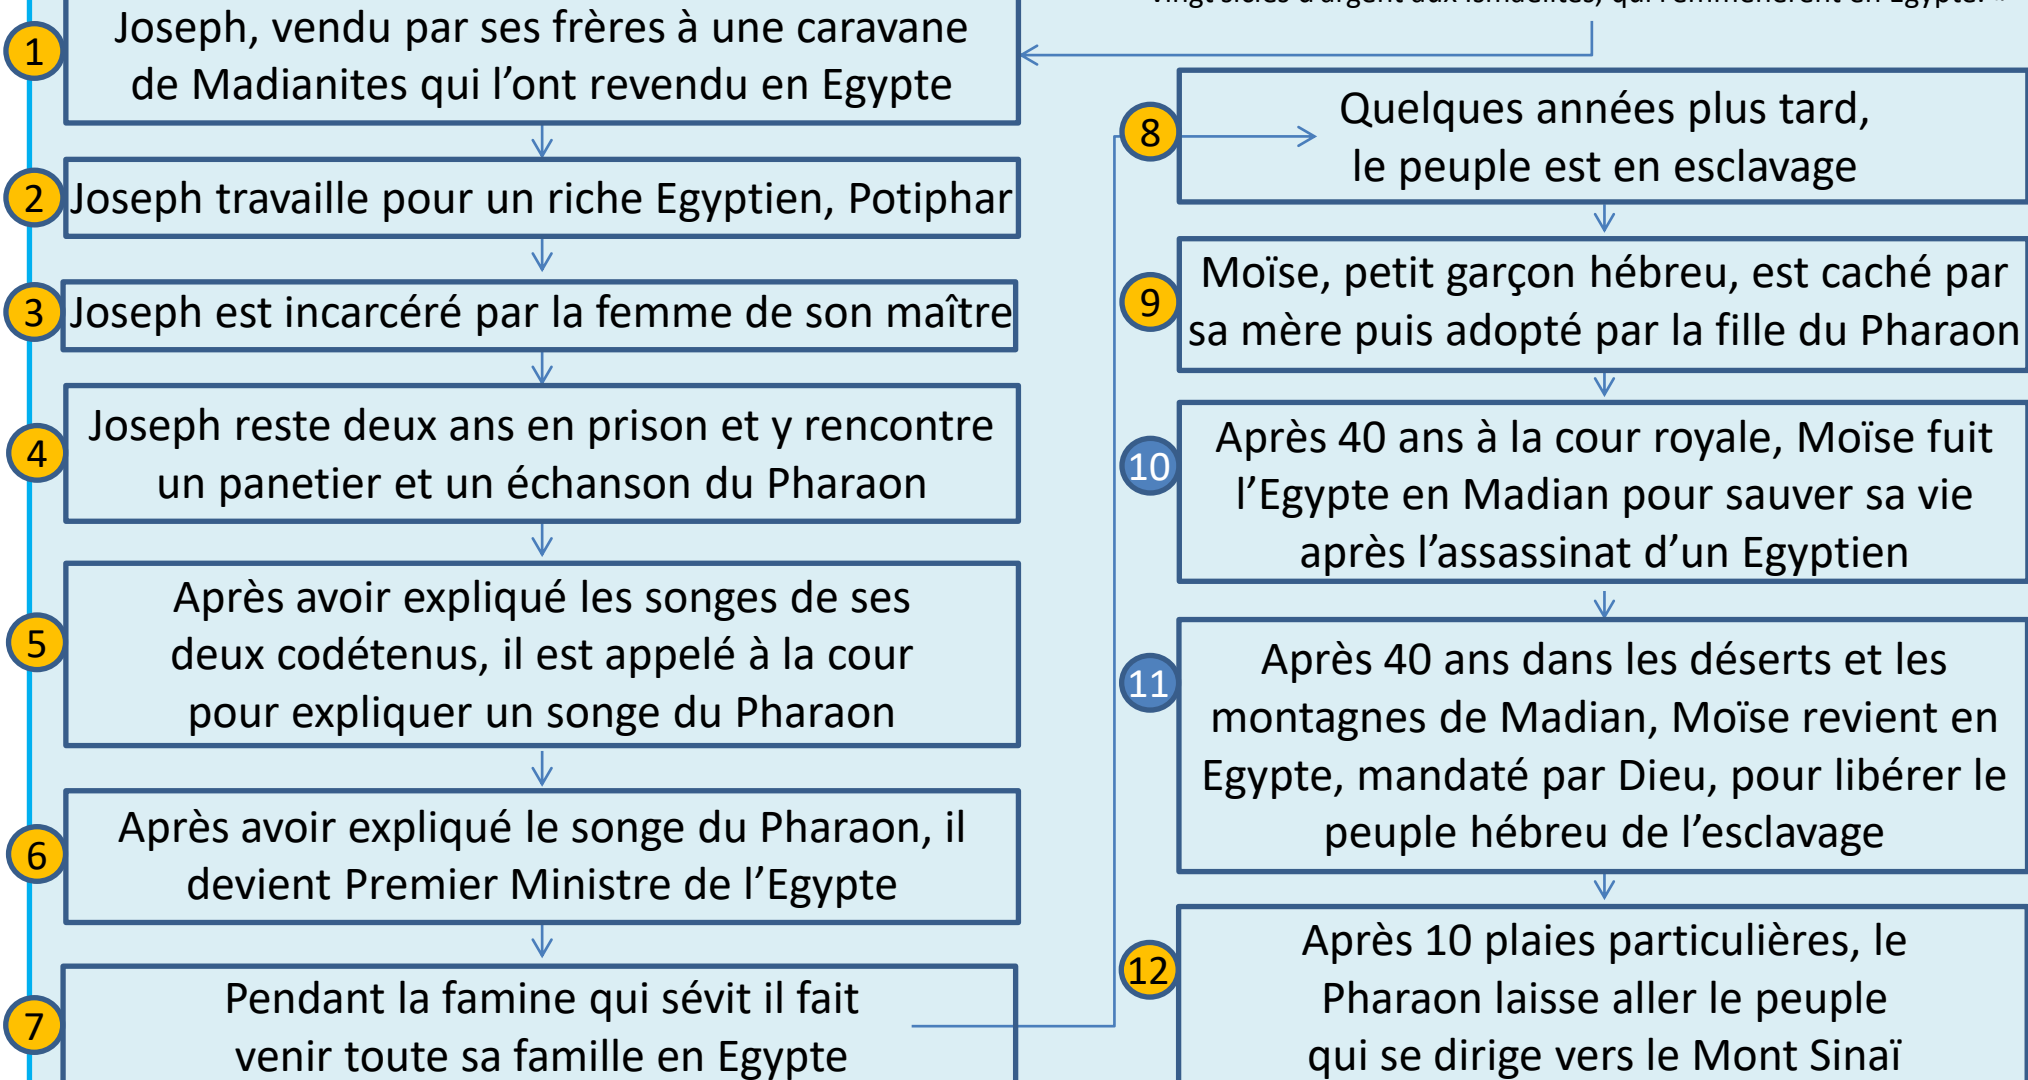 vingt sicles d'argent aux Ismaélites, qui l'emmenèrent en Egypte. »
1
Joseph, vendu par ses frères à une caravane
de Madianites qui l’ont revendu en Egypte
2
Joseph travaille pour un riche Egyptien, Potiphar
3
Joseph est incarcéré par la femme de son maître
4
Joseph reste deux ans en prison et y rencontre
un panetier et un échanson du Pharaon
5
Après avoir expliqué les songes de ses
deux codétenus, il est appelé à la cour
pour expliquer un songe du Pharaon
6
Après avoir expliqué le songe du Pharaon, il
devient Premier Ministre de l’Egypte
7
Pendant la famine qui sévit il fait
venir toute sa famille en Egypte
8
Quelques années plus tard,
le peuple est en esclavage
9
Moïse, petit garçon hébreu, est caché par
sa mère puis adopté par la fille du Pharaon
10
Après 40 ans à la cour royale, Moïse fuit
l’Egypte en Madian pour sauver sa vie
après l’assassinat d’un Egyptien
11
Après 40 ans dans les déserts et les
montagnes de Madian, Moïse revient en
Egypte, mandaté par Dieu, pour libérer le
peuple hébreu de l’esclavage
12
Après 10 plaies particulières, le
Pharaon laisse aller le peuple
qui se dirige vers le Mont Sinaï